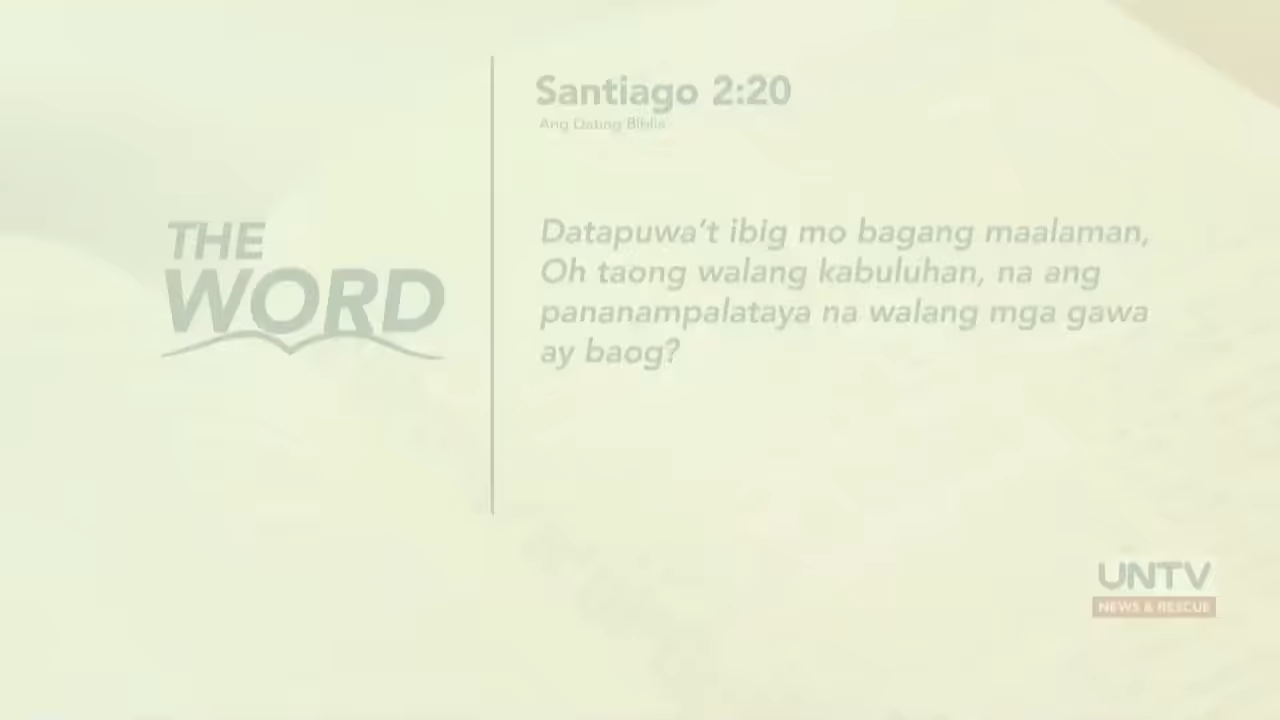 Santiago 2:20
Ang Dating Biblia
THE
WORD
Datapuwa't ibig mo bagang maalaman,
Oh taong walang kabuluhan, na ang
pananampalataya na walang mga gawa
ay baog?
UNTV
NEWS & RESCUE